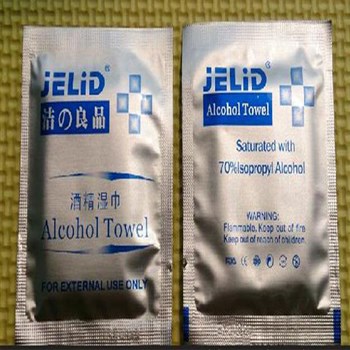 JELiD®
洁の良品
酒精湿巾
Alcohol Towel
FOR EXTERNAL USE ONLY
JELiD®
Alcohol Towel
Saturated with
70%Isopropyl Alcohol
WARNING:
Flammable, Keep out of fire
Keep out of reach of children.